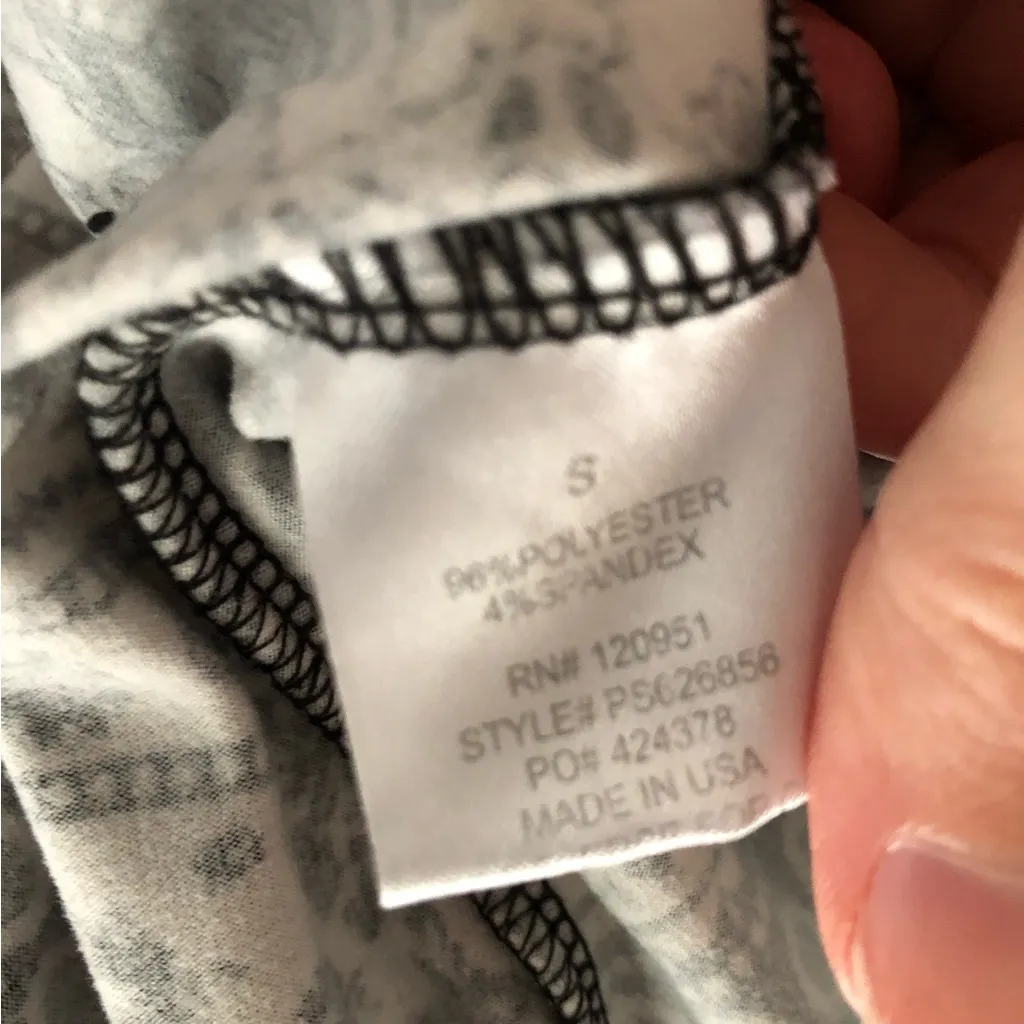 S
96%POLYESTER
4%SPANDEX
RN# 120951
STYLE# PS626856
PO# 424378
MADE IN USA